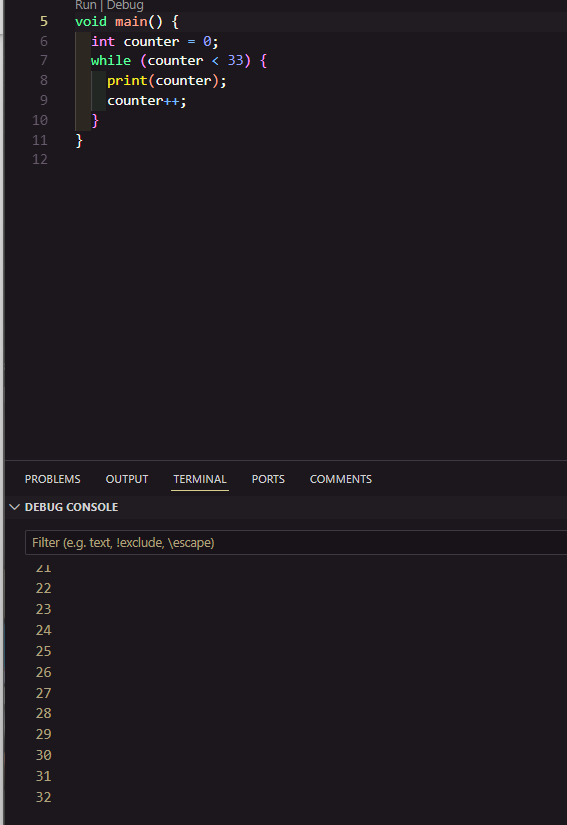 Run | Debug
5 void main() {
6 int counter = 0;
7 while (counter < 33) {
8 print(counter);
9 counter++;
10 }
11 }
12
PROBLEMS OUTPUT TERMINAL PORTS COMMENTS
DEBUG CONSOLE
Filter (e.g. text, !exclude, \escape)
21
22
23
24
25
26
27
28
29
30
31
32